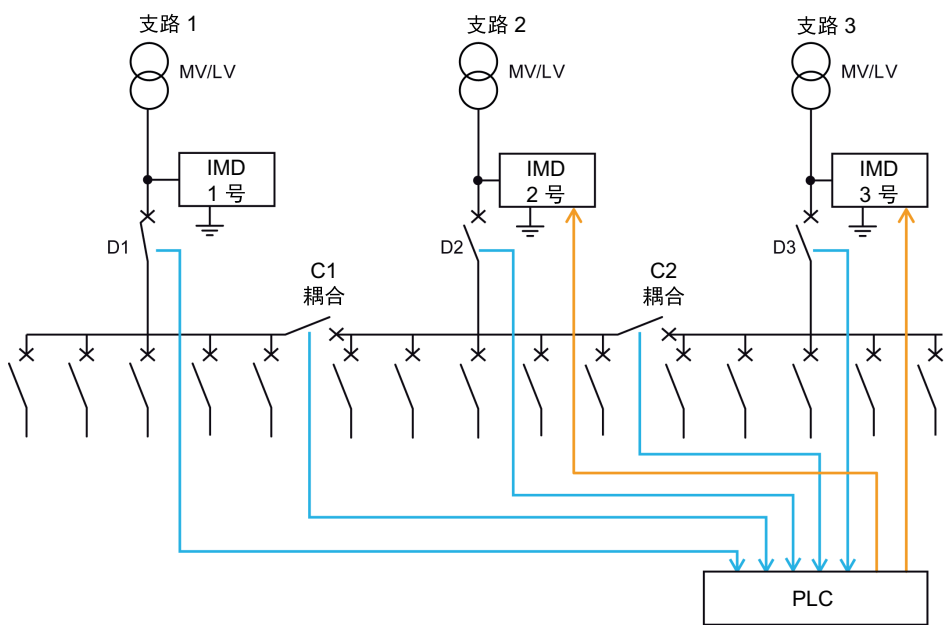 支路 1
支路 2
支路 3
MV/LV
MV/LV
MV/LV
IMD
1 号
IMD
2 号
IMD
3 号
D1
D2
D3
C1
耦合
C2
耦合
PLC